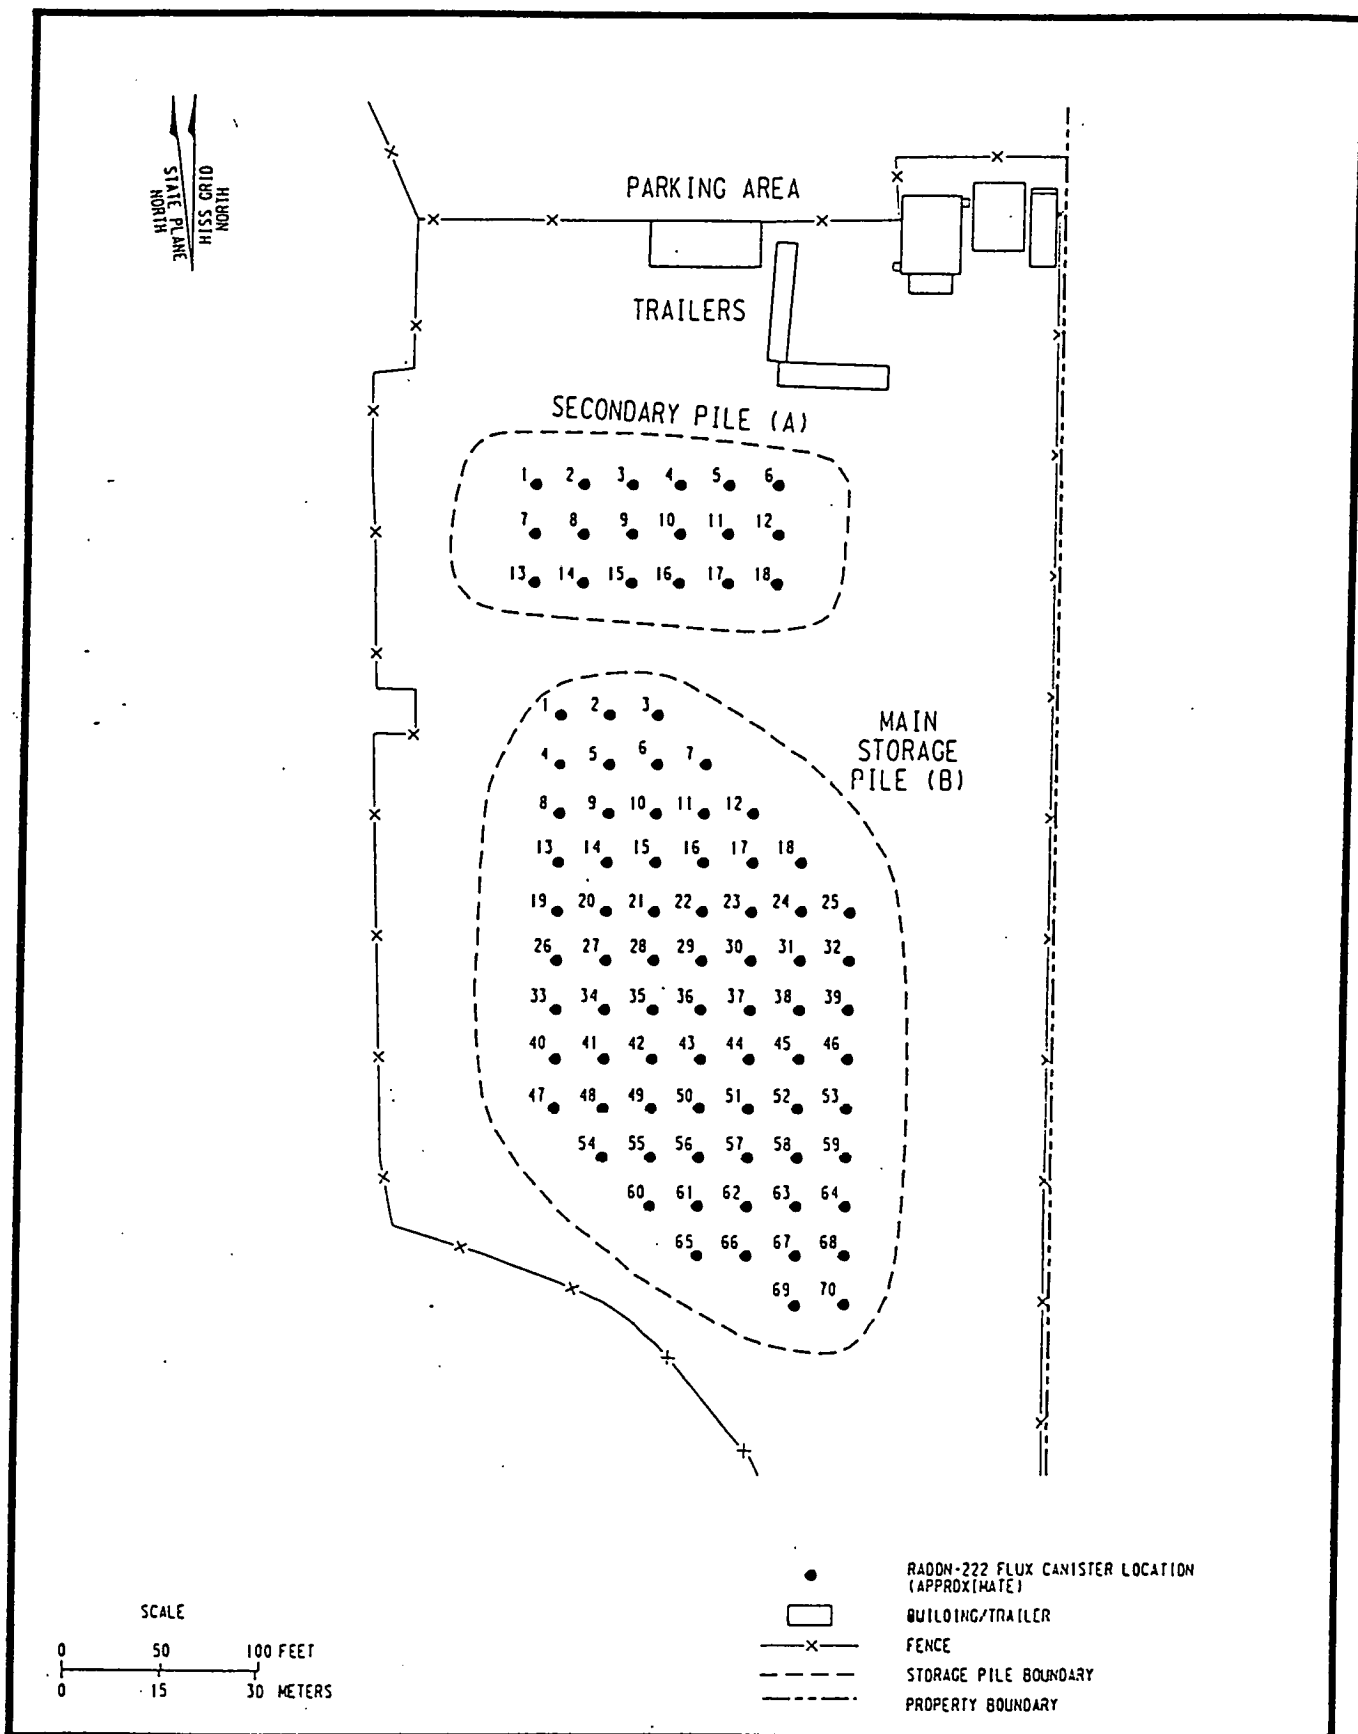 STATE PLANE
NORTH
HISS GRID
NORTH
PARKING AREA
TRAILERS
SECONDARY PILE (A)
1 2 3 4 5 6
7 8 9 10 11 12
13 14 15 16 17 18
MAIN
STORAGE
PILE (B)
1 2 3
4 5 6 7
8 9 10 11 12
13 14 15 16 17 18
19 20 21 22 23 24 25
26 27 28 29 30 31 32
33 34 35 36 37 38 39
40 41 42 43 44 45 46
47 48 49 50 51 52 53
54 55 56 57 58 59
60 61 62 63 64
65 66 67 68
69 70
RADON-222 FLUX CANISTER LOCATION
(APPROXIMATE)
BUILDING/TRAILER
FENCE
STORAGE PILE BOUNDARY
PROPERTY BOUNDARY
SCALE
0 50 100 FEET
0 15 30 METERS